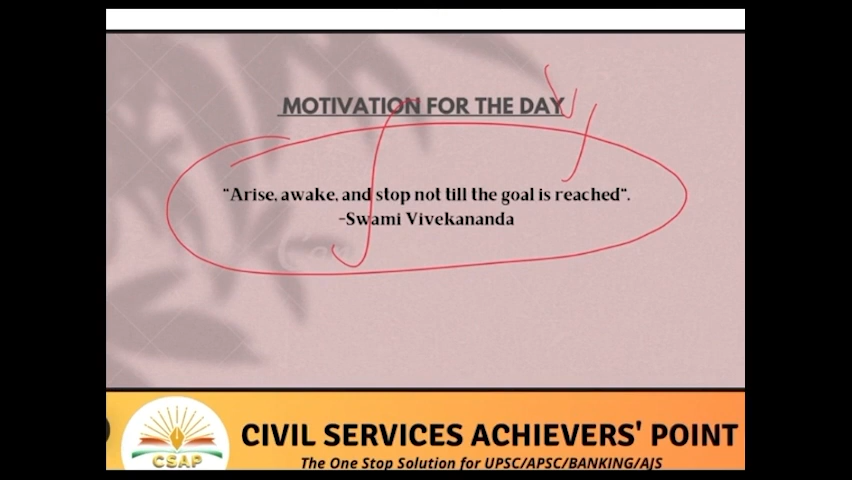 MOTIVATION FOR THE DAY
"Arise, awake, and stop not till the goal is reached".
-Swami Vivekananda
CIVIL SERVICES ACHIEVERS' POINT
CSAP
The One Stop Solution for UPSC/APSC/BANKING/AJS